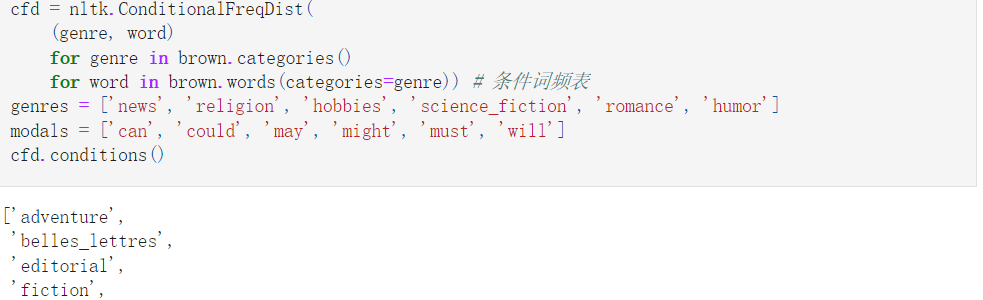 cfd = nltk.ConditionalFreqDist(
    (genre, word)
    for genre in brown.categories()
    for word in brown.words(categories=genre)) # 条件词频表
genres = ['news', 'religion', 'hobbies', 'science_fiction', 'romance', 'humor']
modals = ['can', 'could', 'may', 'might', 'must', 'will']
cfd.conditions()
['adventure',
 'belles_lettres',
 'editorial',
 'fiction',